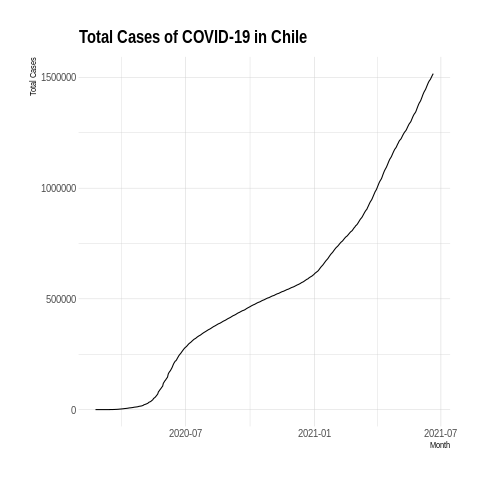 Total Cases of COVID-19 in Chile
Total Cases
1500000
1000000
500000
0
2020-07
2021-01
2021-07
Month